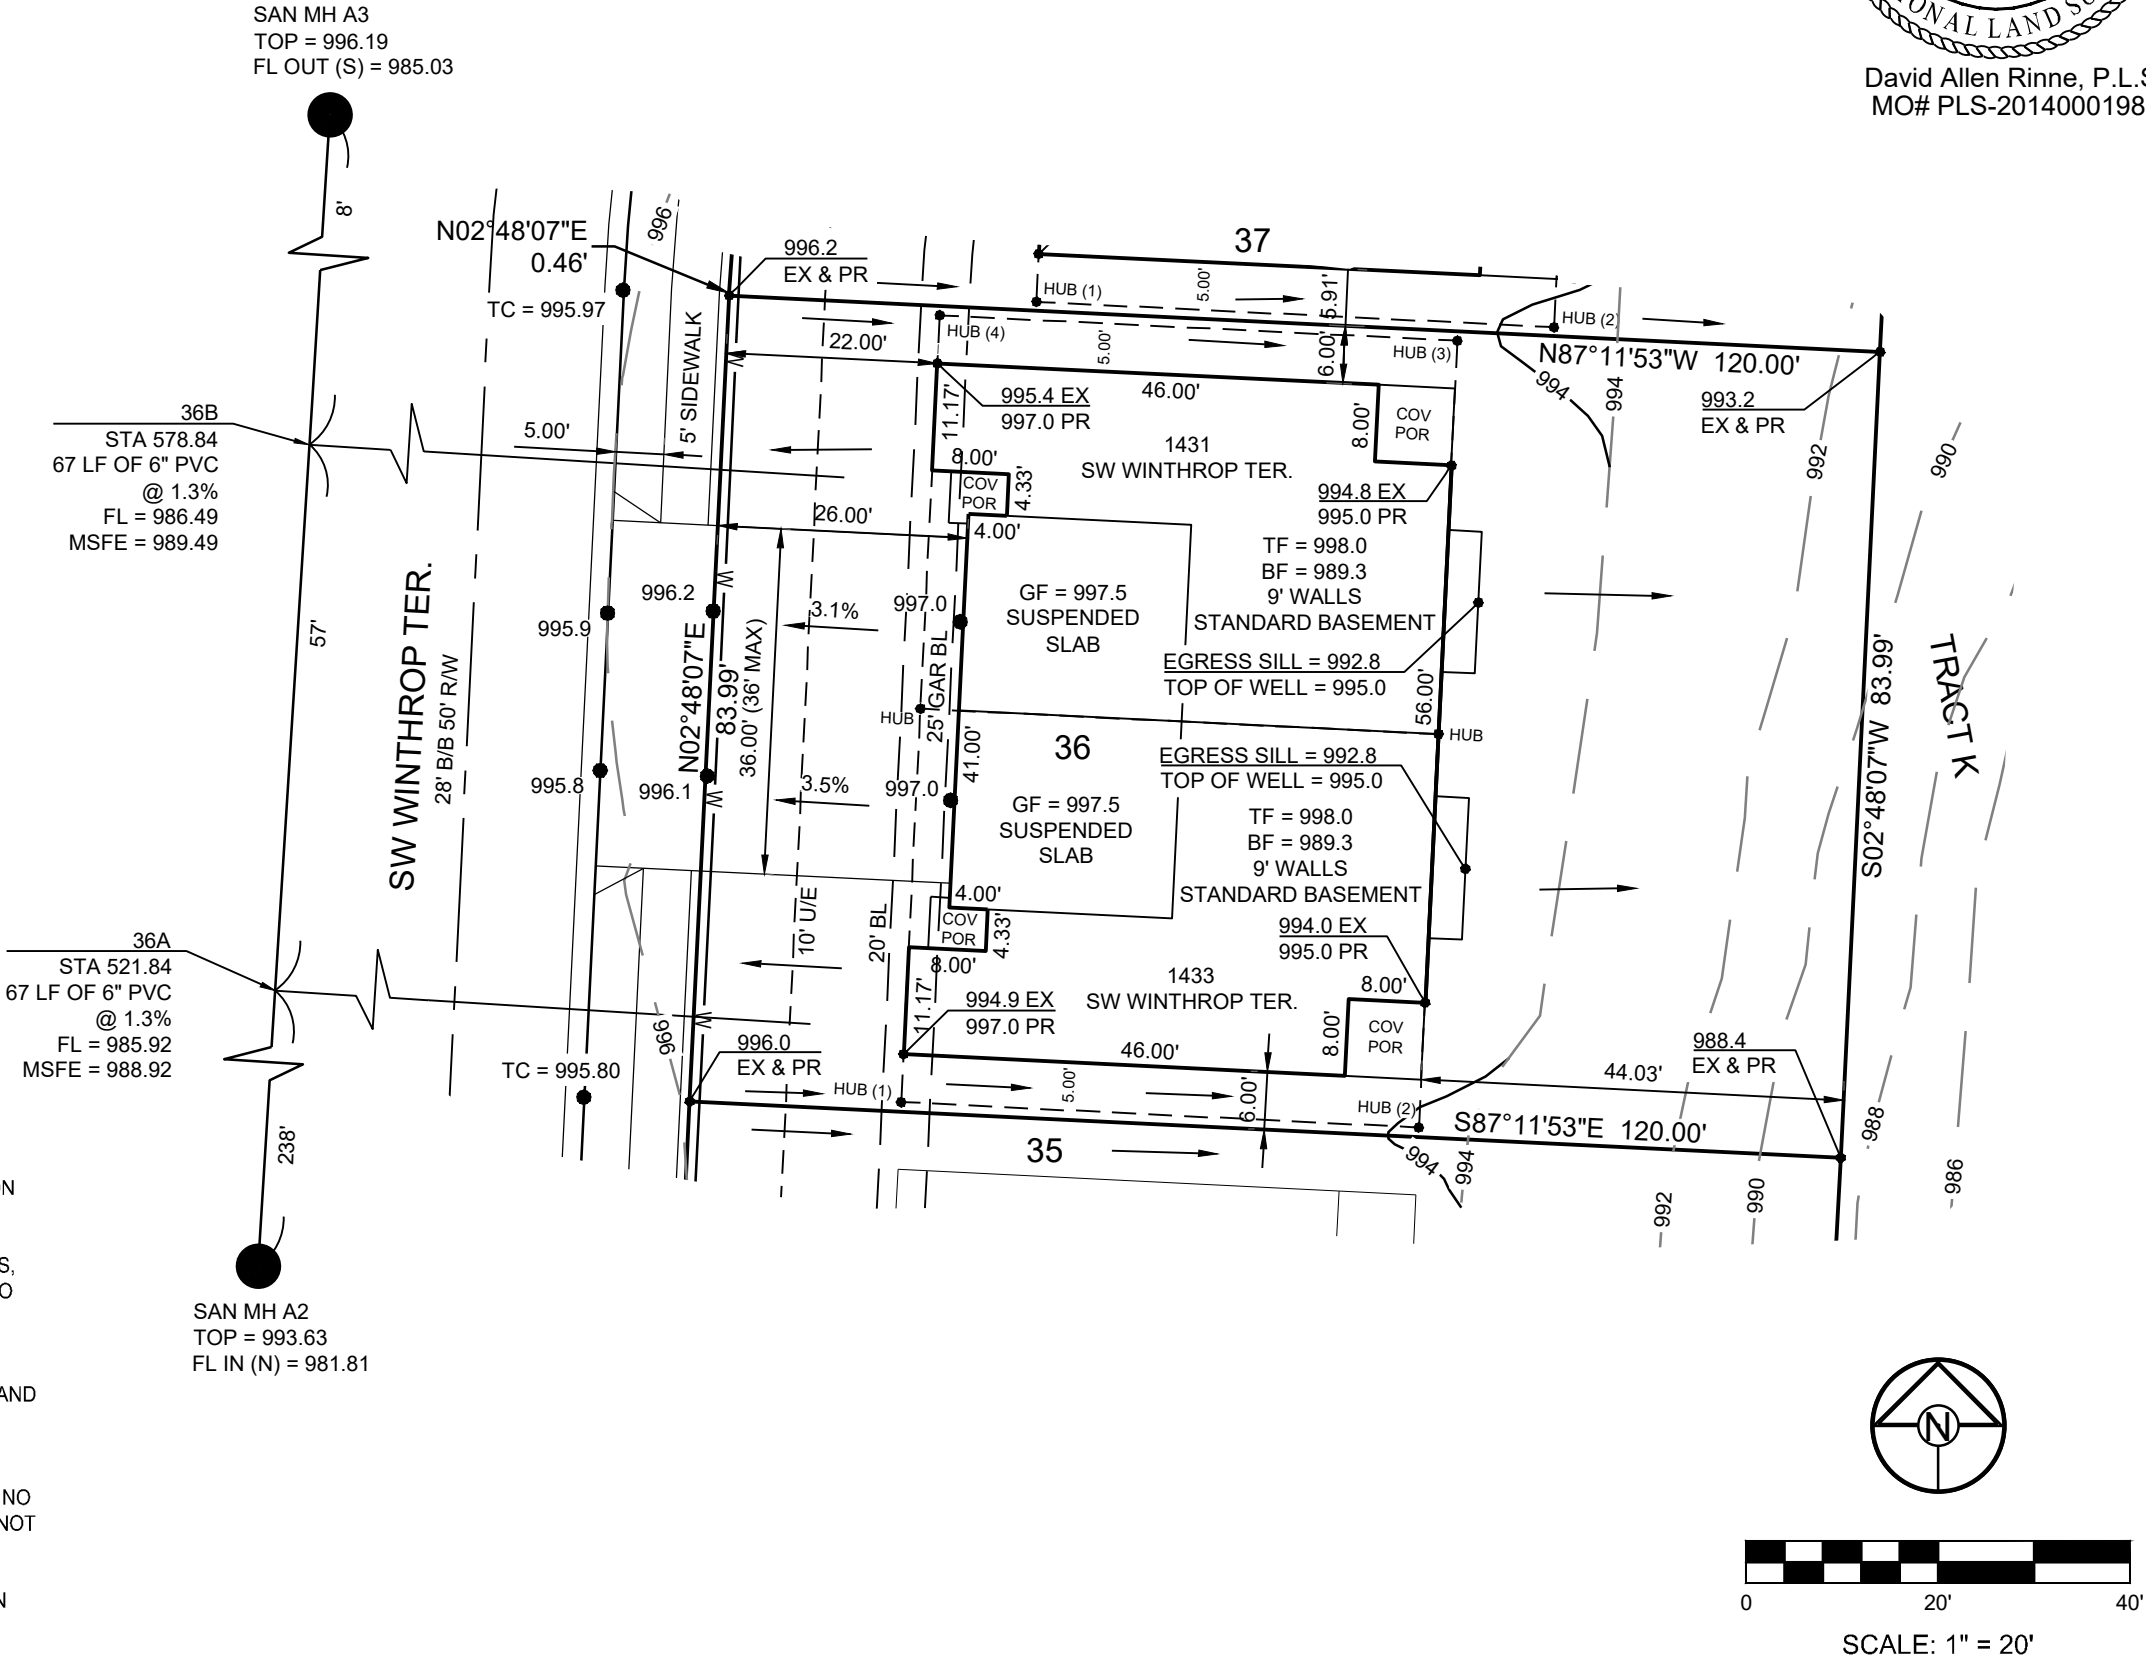 SAN MH A3
TOP = 996.19
FL OUT (S) = 985.03
ONAL LAND SU
David Allen Rinne, P.L.S
MO# PLS-2014000198
8'
N02°48'07"E
0.46'
TC = 995.97
996
996.2
EX & PR
37
HUB (1)
5.00'
5.91'
HUB (2)
HUB (4)
HUB (3)
22.00'
5.00'
6.00'
N87°11'53"W 120.00'
994
994
993.2
EX & PR
992
990
5' SIDEWALK
W
995.4 EX
997.0 PR
46.00'
11.17'
8.00'
COV
POR
1431
SW WINTHROP TER.
36B
STA 578.84
67 LF OF 6" PVC
@ 1.3%
FL = 986.49
MSFE = 989.49
5.00'
8.00'
COV
POR
4.33'
994.8 EX
995.0 PR
26.00'
4.00'
TF = 998.0
BF = 989.3
9' WALLS
STANDARD BASEMENT
GF = 997.5
SUSPENDED
SLAB
W
996.2
995.9
3.1%
997.0
57'
SW WINTHROP TER.
28' B/B 50' R/W
N02°48'07"E
83.99'
36.00' (36' MAX)
25' GAR BL
EGRESS SILL = 992.8
TOP OF WELL = 995.0
56.00'
HUB
41.00'
36
HUB
S02°48'07"W 83.99'
TRACT K
EGRESS SILL = 992.8
TOP OF WELL = 995.0
995.8
996.1
W
3.5%
997.0
GF = 997.5
SUSPENDED
SLAB
TF = 998.0
BF = 989.3
9' WALLS
STANDARD BASEMENT
10' U/E
20' BL
4.00'
COV
POR
4.33'
8.00'
994.0 EX
995.0 PR
36A
STA 521.84
67 LF OF 6" PVC
@ 1.3%
FL = 985.92
MSFE = 988.92
1433
SW WINTHROP TER.
8.00'
8.00'
COV
POR
11.17'
994.9 EX
997.0 PR
W
996
996.0
EX & PR
46.00'
988.4
EX & PR
44.03'
TC = 995.80
HUB (1)
5.00'
6.00'
HUB (2)
S87°11'53"E 120.00'
988
238'
35
994
994
992
990
986
ON
S,
O
SAN MH A2
TOP = 993.63
FL IN (N) = 981.81
AND
NO
NOT
N
N
0 20' 40'
SCALE: 1" = 20'